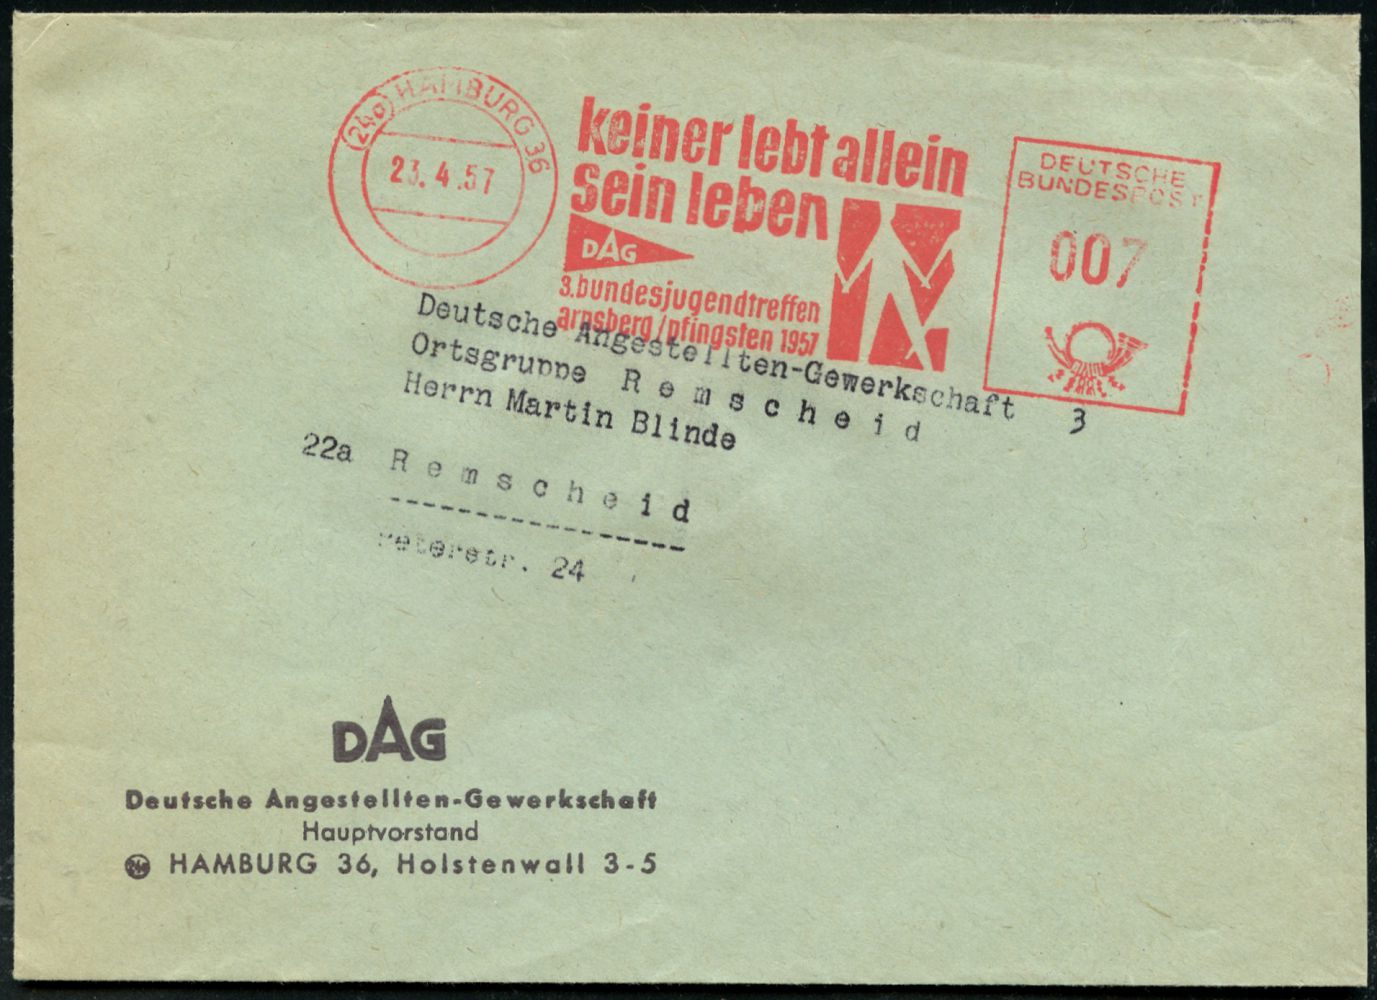 (24a) HAMBURG 36
23.4.57
keiner lebt allein
sein leben
DAG
3.bundesjugendtreffen
arnsberg/pfingsten 1957
DEUTSCHE
BUNDESPOST
007
Deutsche Angestellten-Gewerkschaft
Ortsgruppe R e m s c h e i d
3
Herrn Martin Blinde
22a R e m s c h e i d
-----------------
Peterstr. 24
DAG
Deutsche Angestellten-Gewerkschaft
Hauptvorstand
HAMBURG 36, Holstenwall 3-5